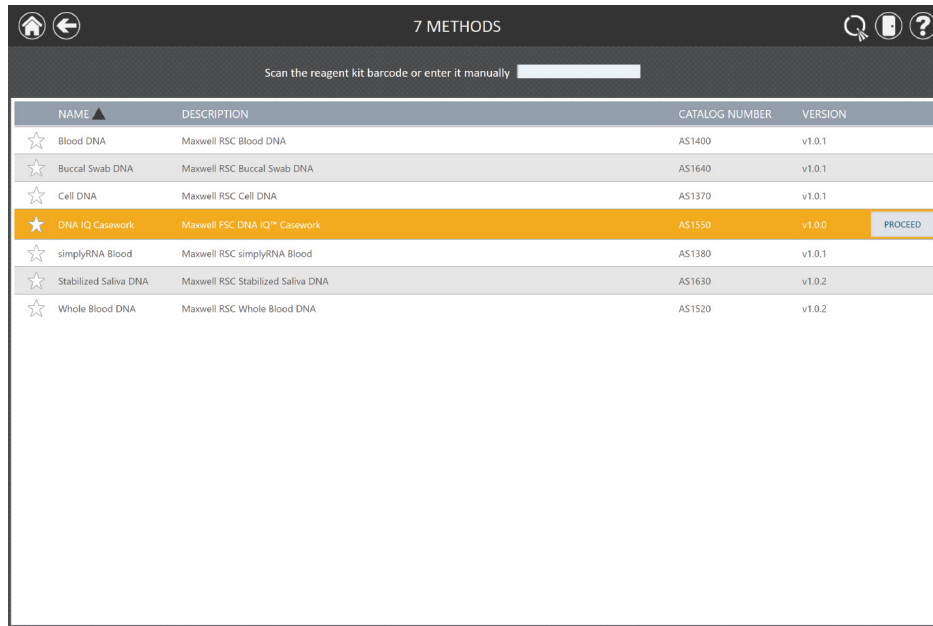 7 METHODS
Scan the reagent kit barcode or enter it manually
NAME DESCRIPTION CATALOG NUMBER VERSION
Blood DNA Maxwell RSC Blood DNA AS1400 v1.0.1
Buccal Swab DNA Maxwell RSC Buccal Swab DNA AS1640 v1.0.1
Cell DNA Maxwell RSC Cell DNA AS1370 v1.0.1
DNA IQ Casework Maxwell FSC DNA IQ™ Casework AS1550 v1.0.0 PROCEED
simplyRNA Blood Maxwell RSC simplyRNA Blood AS1380 v1.0.1
Stabilized Saliva DNA Maxwell RSC Stabilized Saliva DNA AS1630 v1.0.2
Whole Blood DNA Maxwell RSC Whole Blood DNA AS1520 v1.0.2